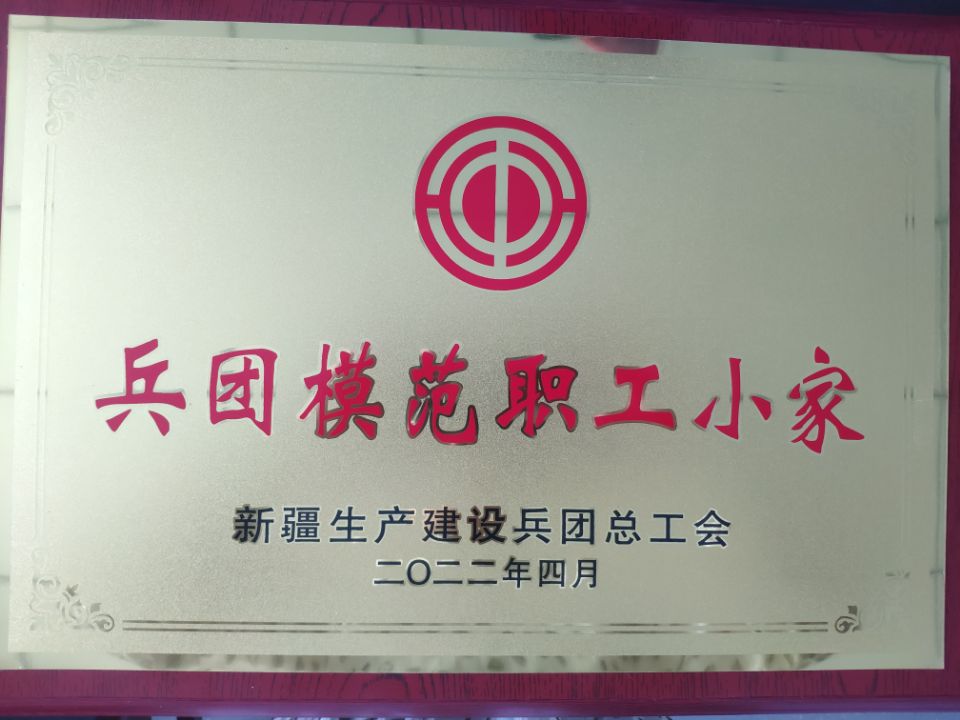 兵团模范职工小家
新疆生产建设兵团总工会
二〇二二年四月